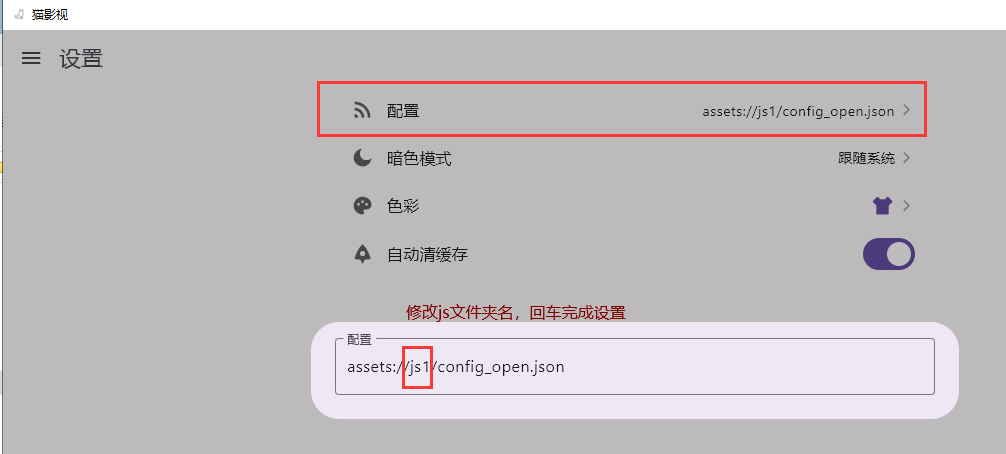 猫影视
设置
配置 assets://js1/config_open.json
暗色模式 跟随系统
色彩
自动清缓存
修改js文件夹名，回车完成设置
配置
assets://js1/config_open.json